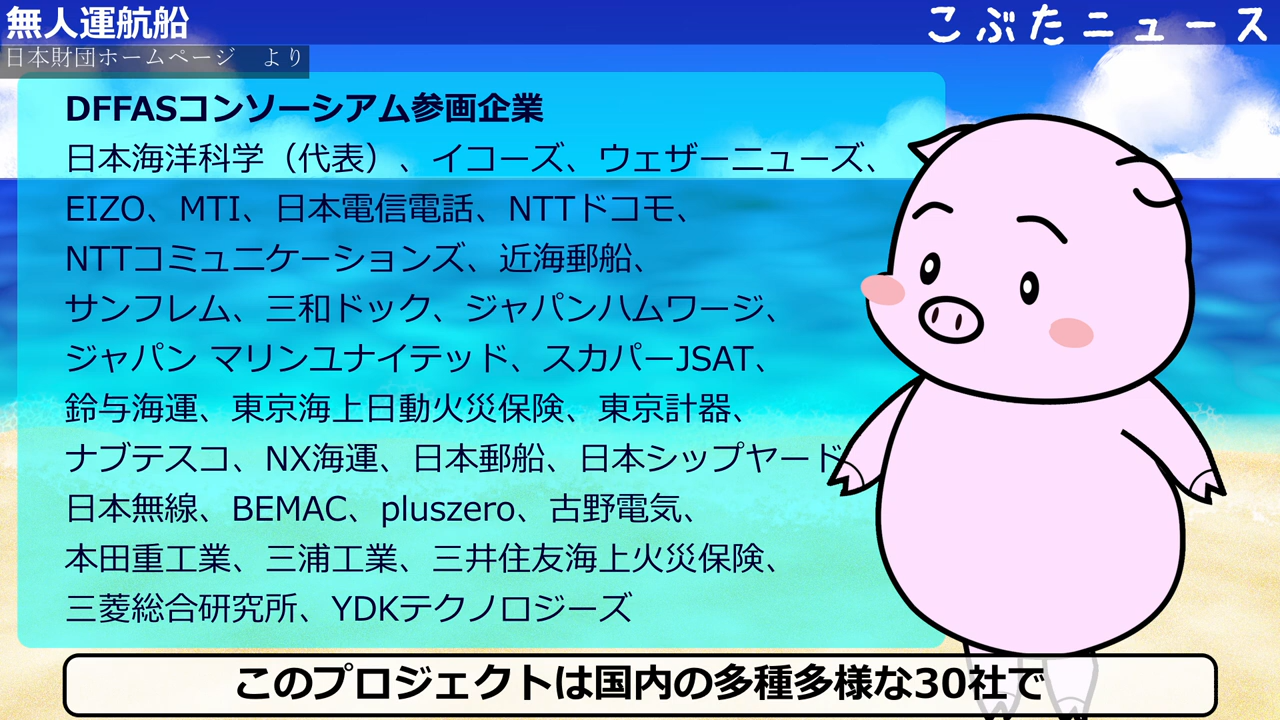 無人運航船
こぶたニュース
日本財団ホームページ　より
DFFASコンソーシアム参画企業
日本海洋科学（代表）、イコーズ、ウェザーニューズ、
EIZO、MTI、日本電信電話、NTTドコモ、
NTTコミュニケーションズ、近海郵船、
サンフレム、三和ドック、ジャパンハムワージ、
ジャパン マリンユナイテッド、スカパーJSAT、
鈴与海運、東京海上日動火災保険、東京計器、
ナブテスコ、NX海運、日本郵船、日本シップヤード
日本無線、BEMAC、pluszero、古野電気、
本田重工業、三浦工業、三井住友海上火災保険、
三菱総合研究所、YDKテクノロジーズ
このプロジェクトは国内の多種多様な30社で